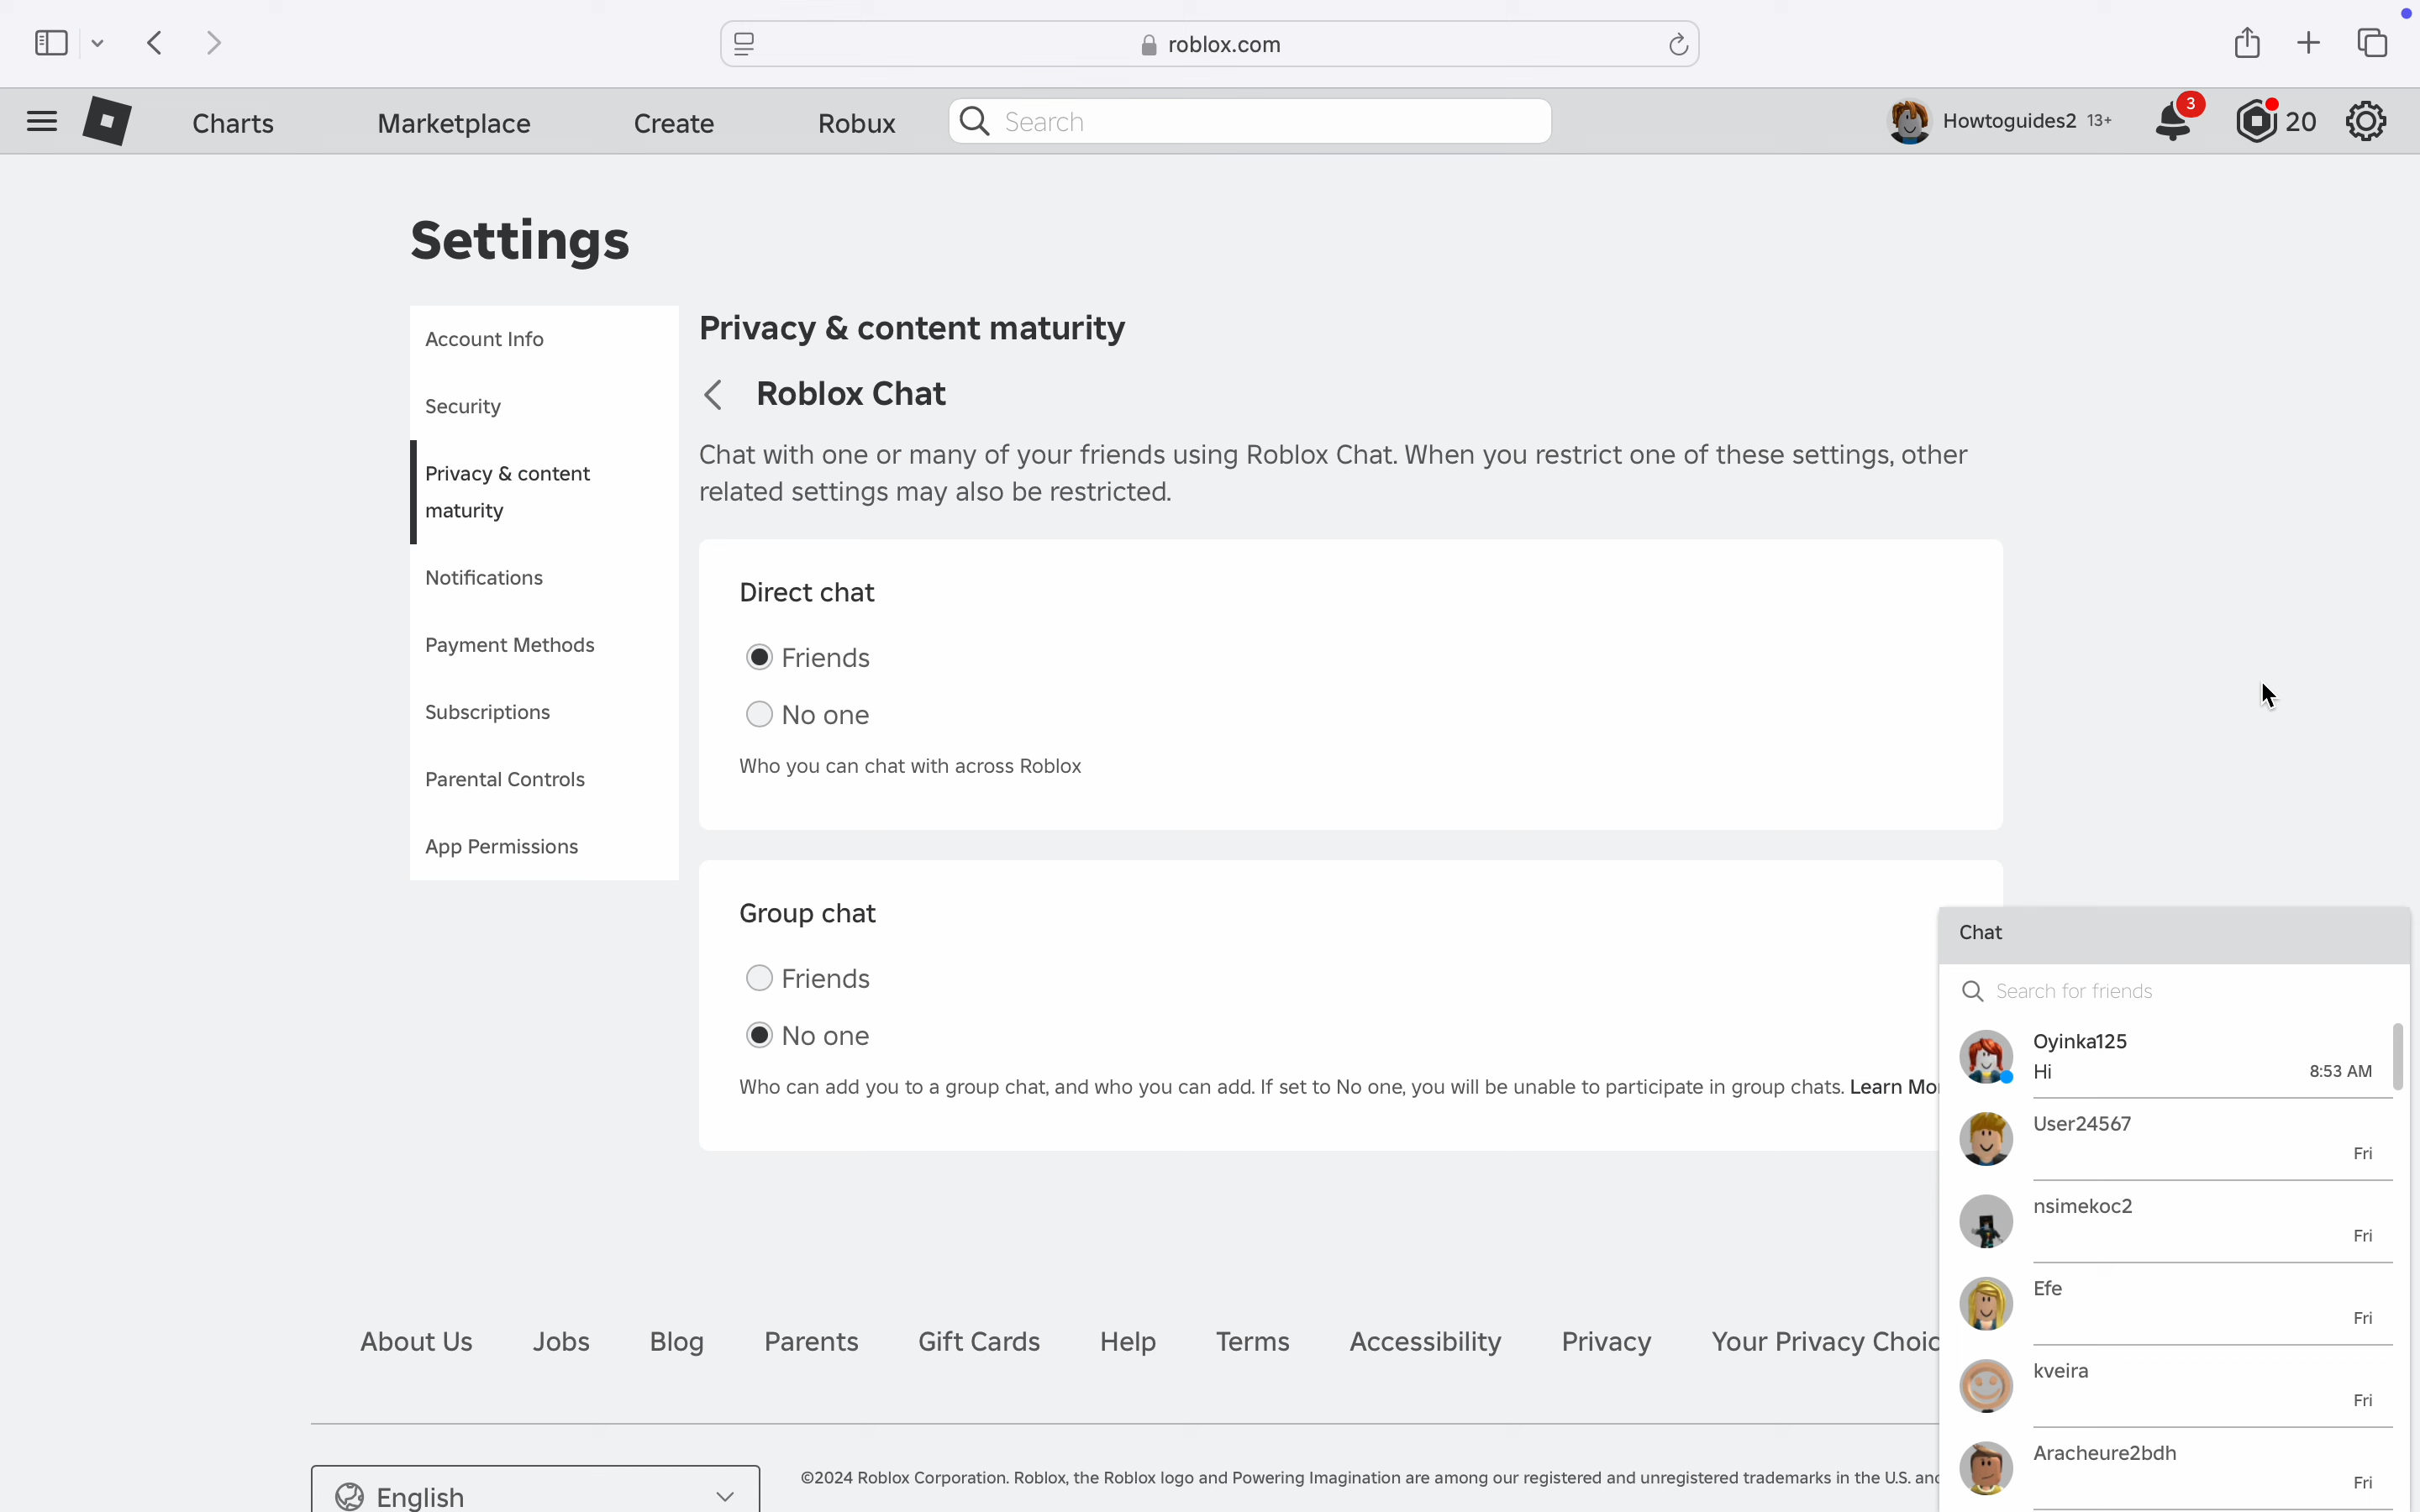 roblox.com
Charts
Marketplace
Create
Robux
Search
Howtoguides2 13+
3
20
Settings
Account Info
Security
Privacy & content
maturity
Notifications
Payment Methods
Subscriptions
Parental Controls
App Permissions
Privacy & content maturity
Roblox Chat
Chat with one or many of your friends using Roblox Chat. When you restrict one of these settings, other
related settings may also be restricted.
Direct chat
Friends
No one
Who you can chat with across Roblox
Group chat
Friends
No one
Who can add you to a group chat, and who you can add. If set to No one, you will be unable to participate in group chats. Learn Mo
Chat
Search for friends
Oyinka125
Hi 8:53 AM
User24567
Fri
nsimekoc2
Fri
Efe
Fri
kveira
Fri
Aracheure2bdh
Fri
About Us
Jobs
Blog
Parents
Gift Cards
Help
Terms
Accessibility
Privacy
Your Privacy Choic
English
©2024 Roblox Corporation. Roblox, the Roblox logo and Powering Imagination are among our registered and unregistered trademarks in the U.S. and